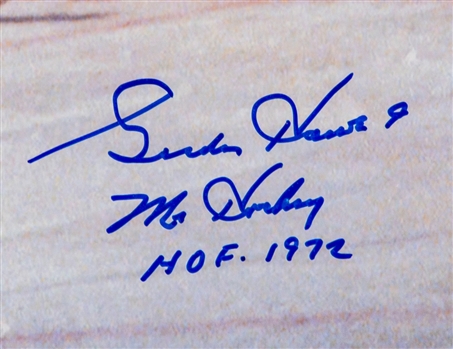 Gordie Howe 9
Mr Hockey
HOF. 1972